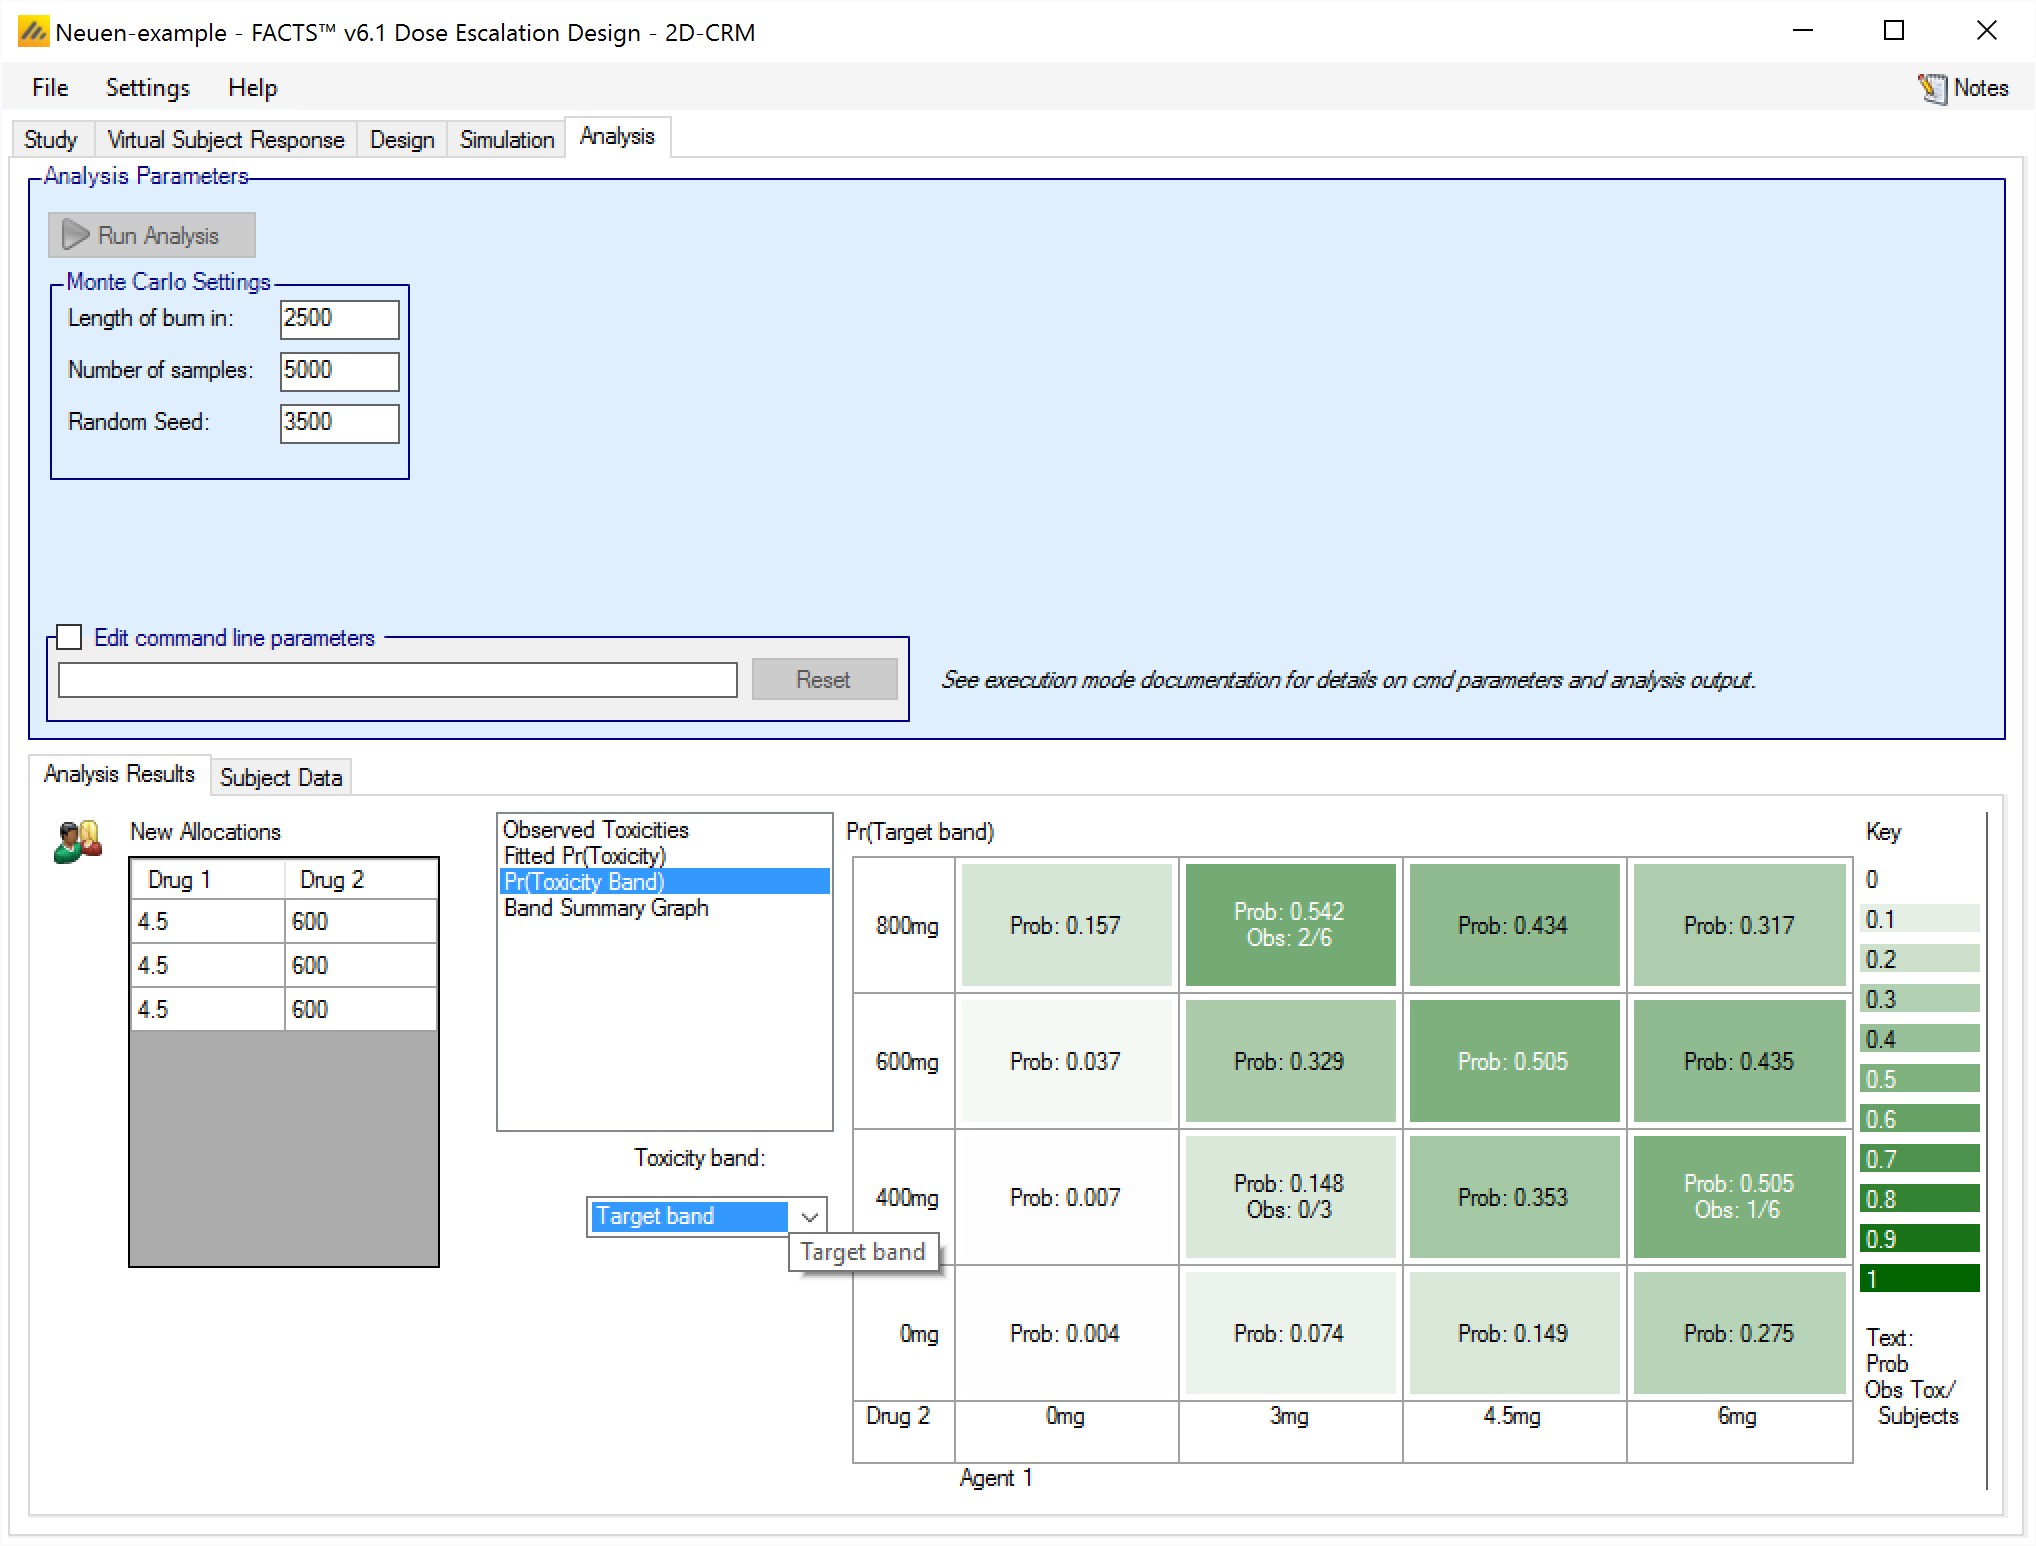 Neuen-example - FACTS™ v6.1 Dose Escalation Design - 2D-CRM
File Settings Help Notes
Study Virtual Subject Response Design Simulation Analysis
Analysis Parameters
Run Analysis
Monte Carlo Settings
Length of burn in: 2500
Number of samples: 5000
Random Seed: 3500
Edit command line parameters
Reset See execution mode documentation for details on cmd parameters and analysis output.
Analysis Results Subject Data
New Allocations
Drug 1 Drug 2
4.5 600
4.5 600
4.5 600
Observed Toxicities
Fitted Pr(Toxicity)
Pr(Toxicity Band)
Band Summary Graph
Toxicity band:
Target band
Target band
Pr(Target band)
800mg Prob: 0.157 Prob: 0.542 Obs: 2/6 Prob: 0.434 Prob: 0.317
600mg Prob: 0.037 Prob: 0.329 Prob: 0.505 Prob: 0.435
400mg Prob: 0.007 Prob: 0.148 Obs: 0/3 Prob: 0.353 Prob: 0.505 Obs: 1/6
0mg Prob: 0.004 Prob: 0.074 Prob: 0.149 Prob: 0.275
Drug 2 0mg 3mg 4.5mg 6mg
Agent 1
Key
0
0.1
0.2
0.3
0.4
0.5
0.6
0.7
0.8
0.9
1
Text:
Prob
Obs Tox/
Subjects